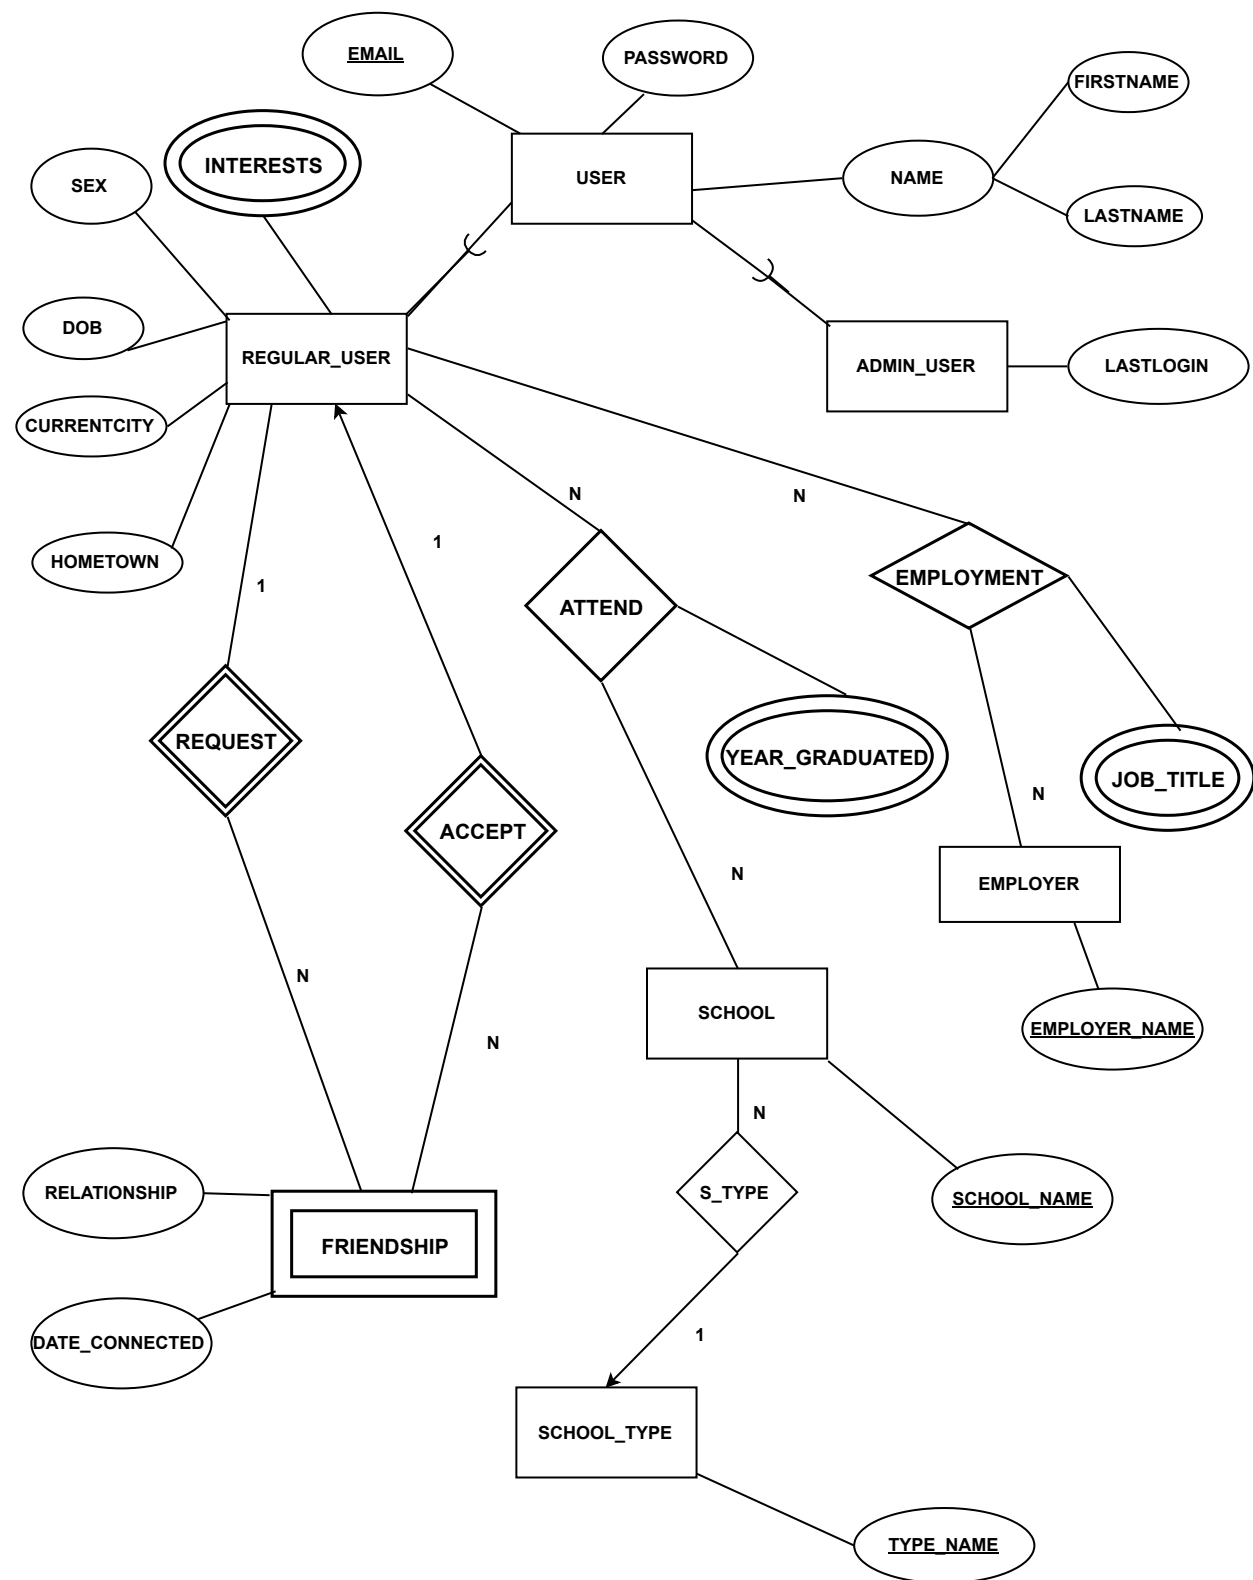 EMAIL
PASSWORD
FIRSTNAME
INTERESTS
SEX
USER
NAME
LASTNAME
DOB
REGULAR_USER
ADMIN_USER
LASTLOGIN
CURRENTCITY
N
N
HOMETOWN
1
1
EMPLOYMENT
ATTEND
REQUEST
YEAR_GRADUATED
JOB_TITLE
N
ACCEPT
N
EMPLOYER
N
SCHOOL
EMPLOYER_NAME
N
N
RELATIONSHIP
S_TYPE
SCHOOL_NAME
FRIENDSHIP
DATE_CONNECTED
1
SCHOOL_TYPE
TYPE_NAME